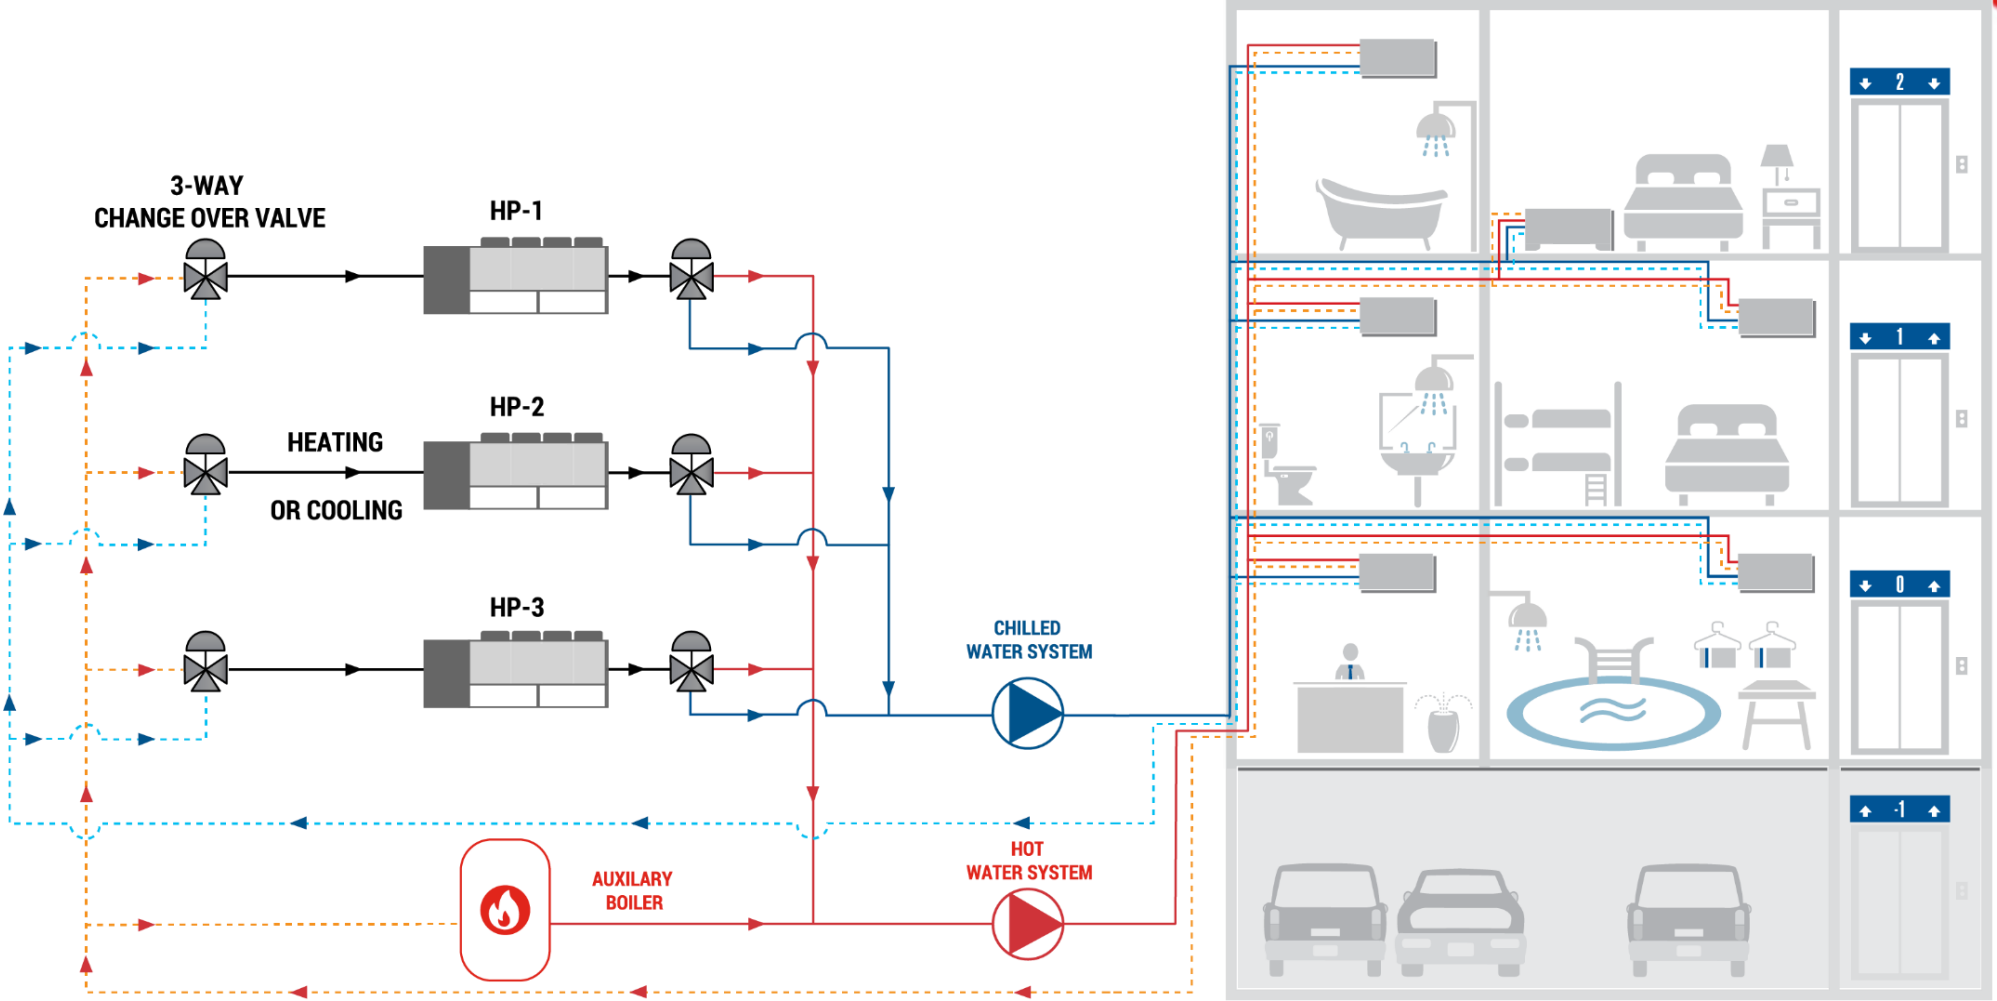 3-WAY
CHANGE OVER VALVE
HP-1
HP-2
HEATING
OR COOLING
HP-3
CHILLED
WATER SYSTEM
HOT
WATER SYSTEM
AUXILARY
BOILER
2
1
0
-1